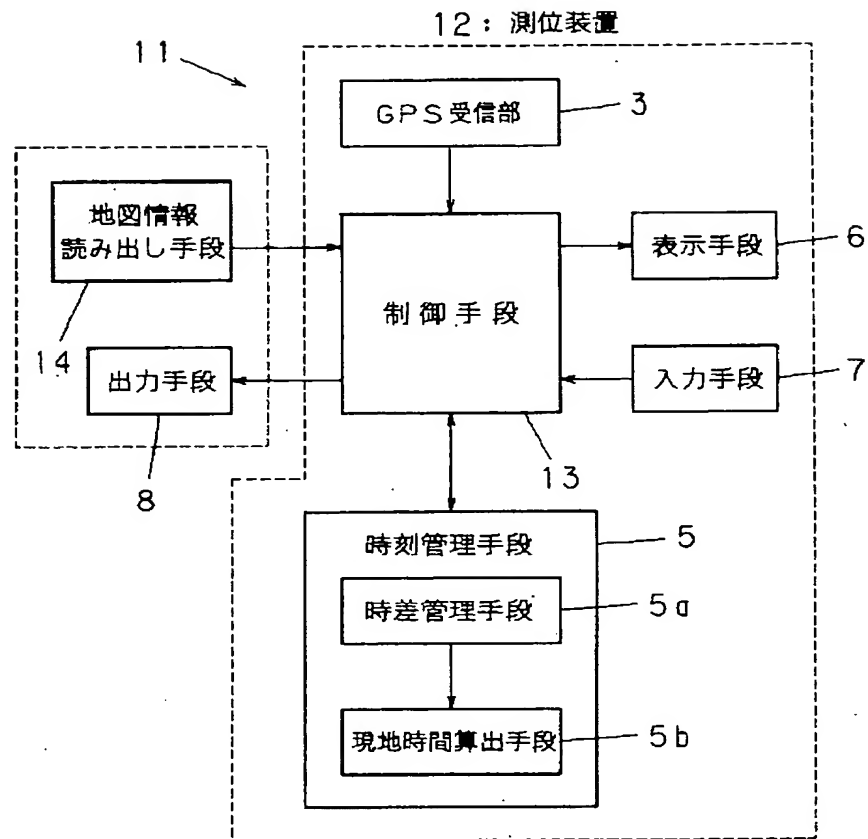 12：測位装置
11
GPS受信部
3
地図情報
読み出し手段
14
制御手段
13
表示手段
6
入力手段
7
出力手段
8
時刻管理手段
5
時差管理手段
5a
現地時間算出手段
5b